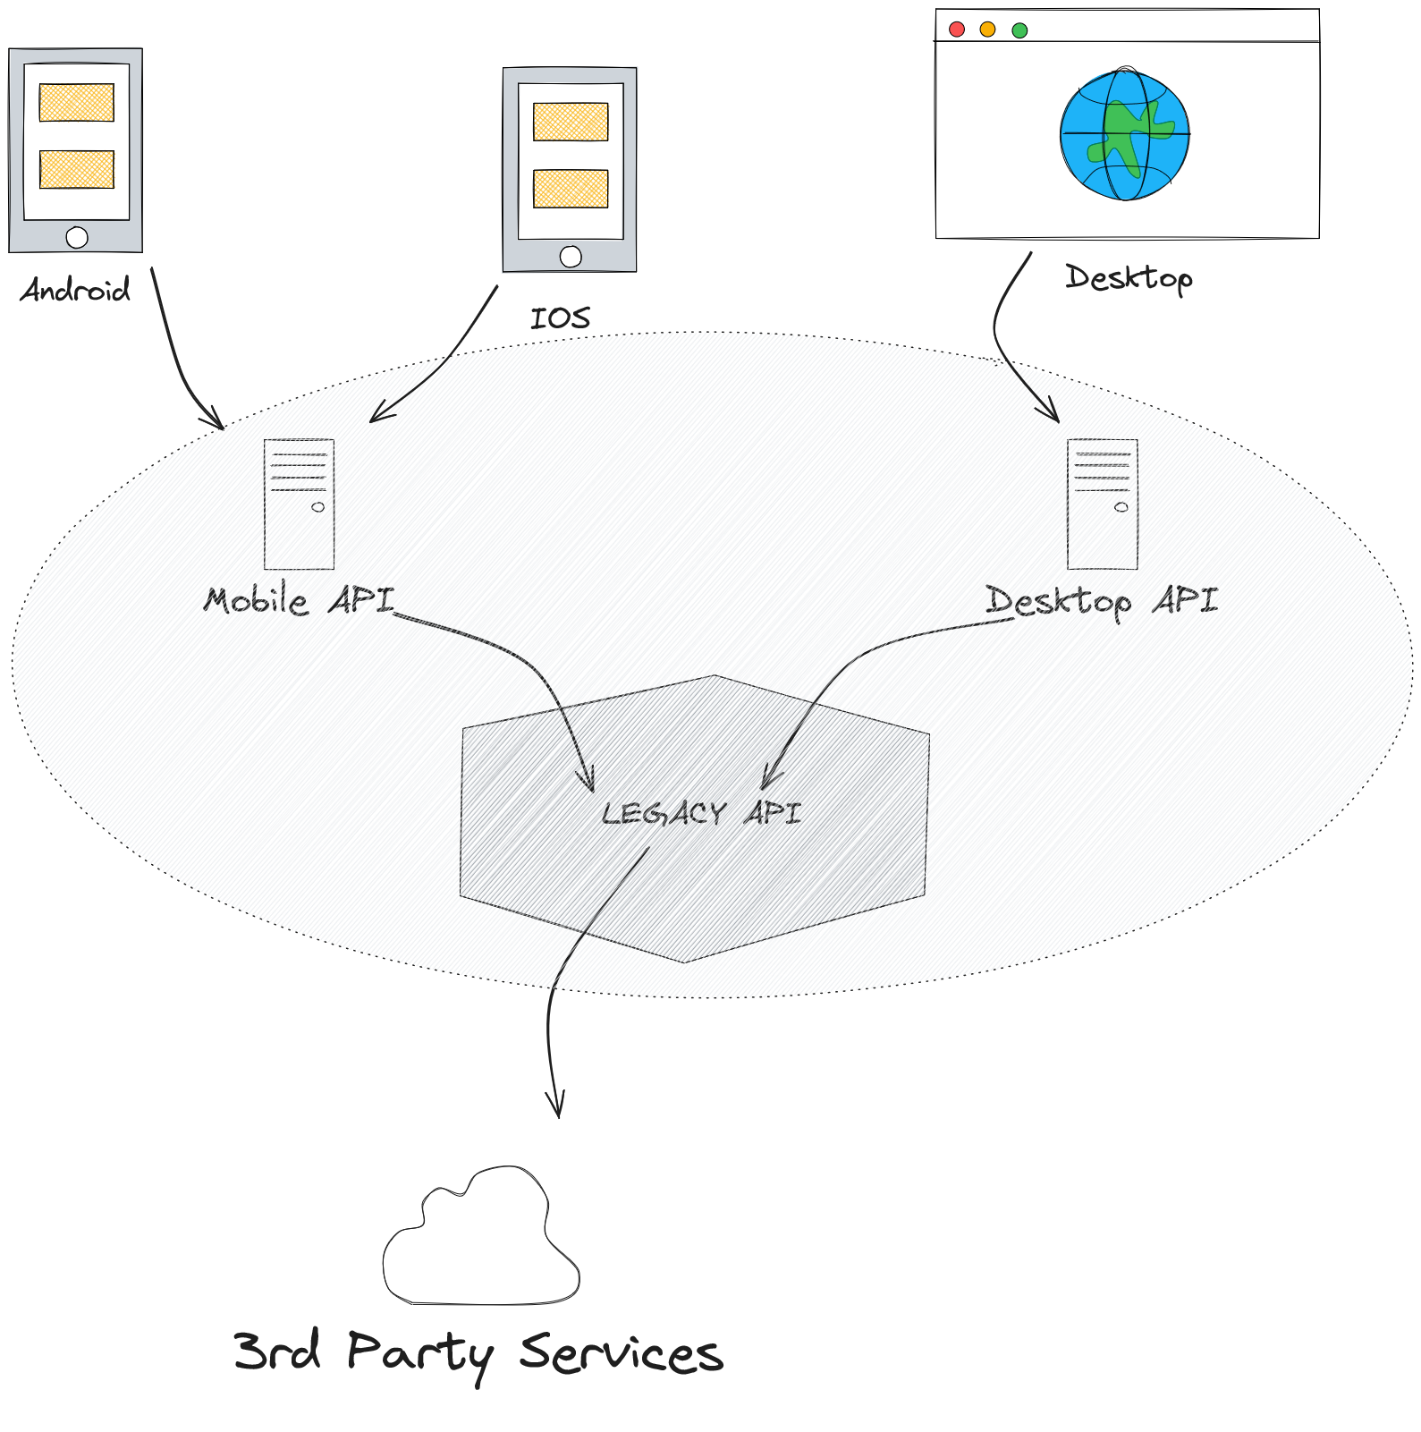 Android
IOS
Desktop
Mobile API
Desktop API
LEGACY API
3rd Party Services